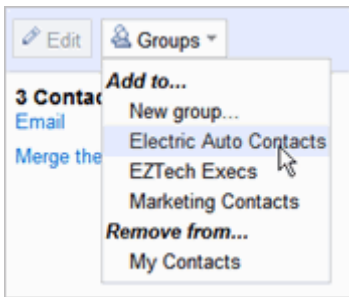 Edit Groups
Add to...
3 Contac New group...
Email Electric Auto Contacts
Merge the EZTech Execs
Marketing Contacts
Remove from...
My Contacts